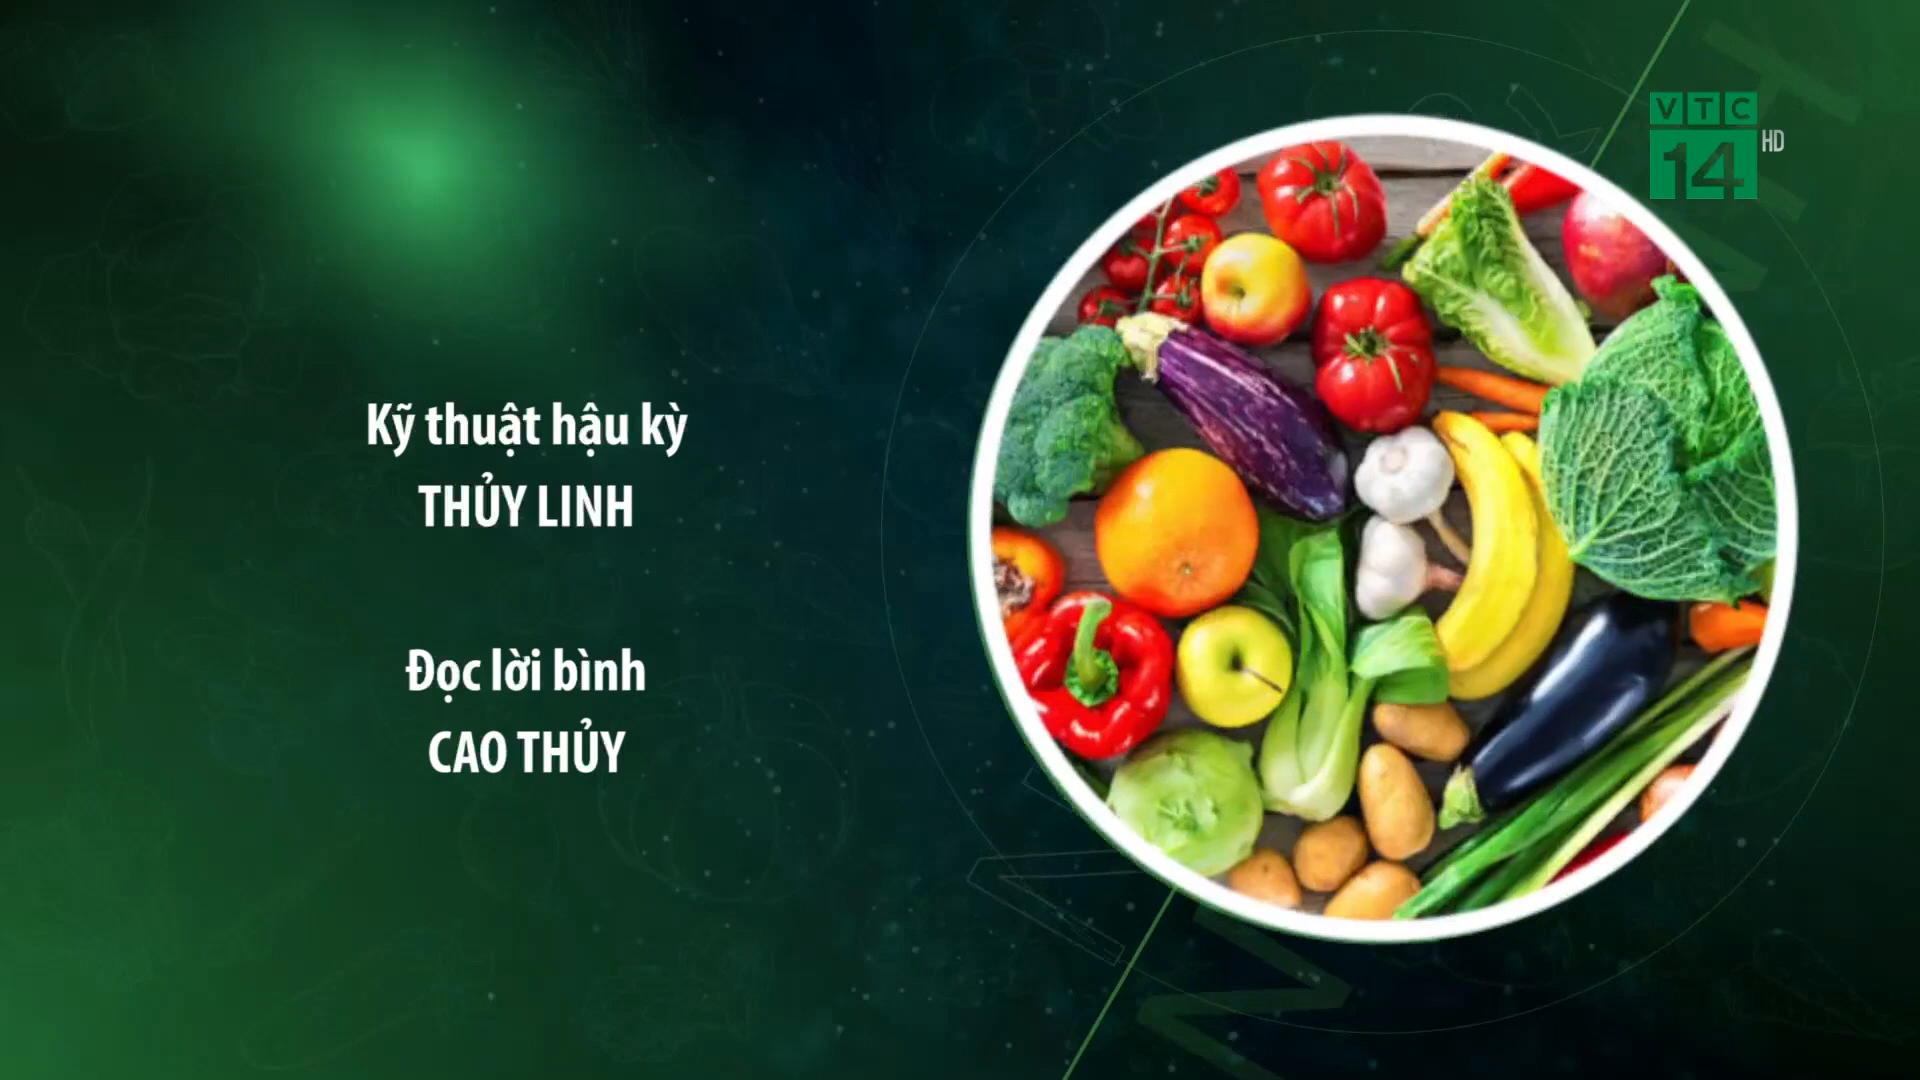 VTC
14
HD
Kỹ thuật hậu kỳ
THỦY LINH
Đọc lời bình
CAO THỦY